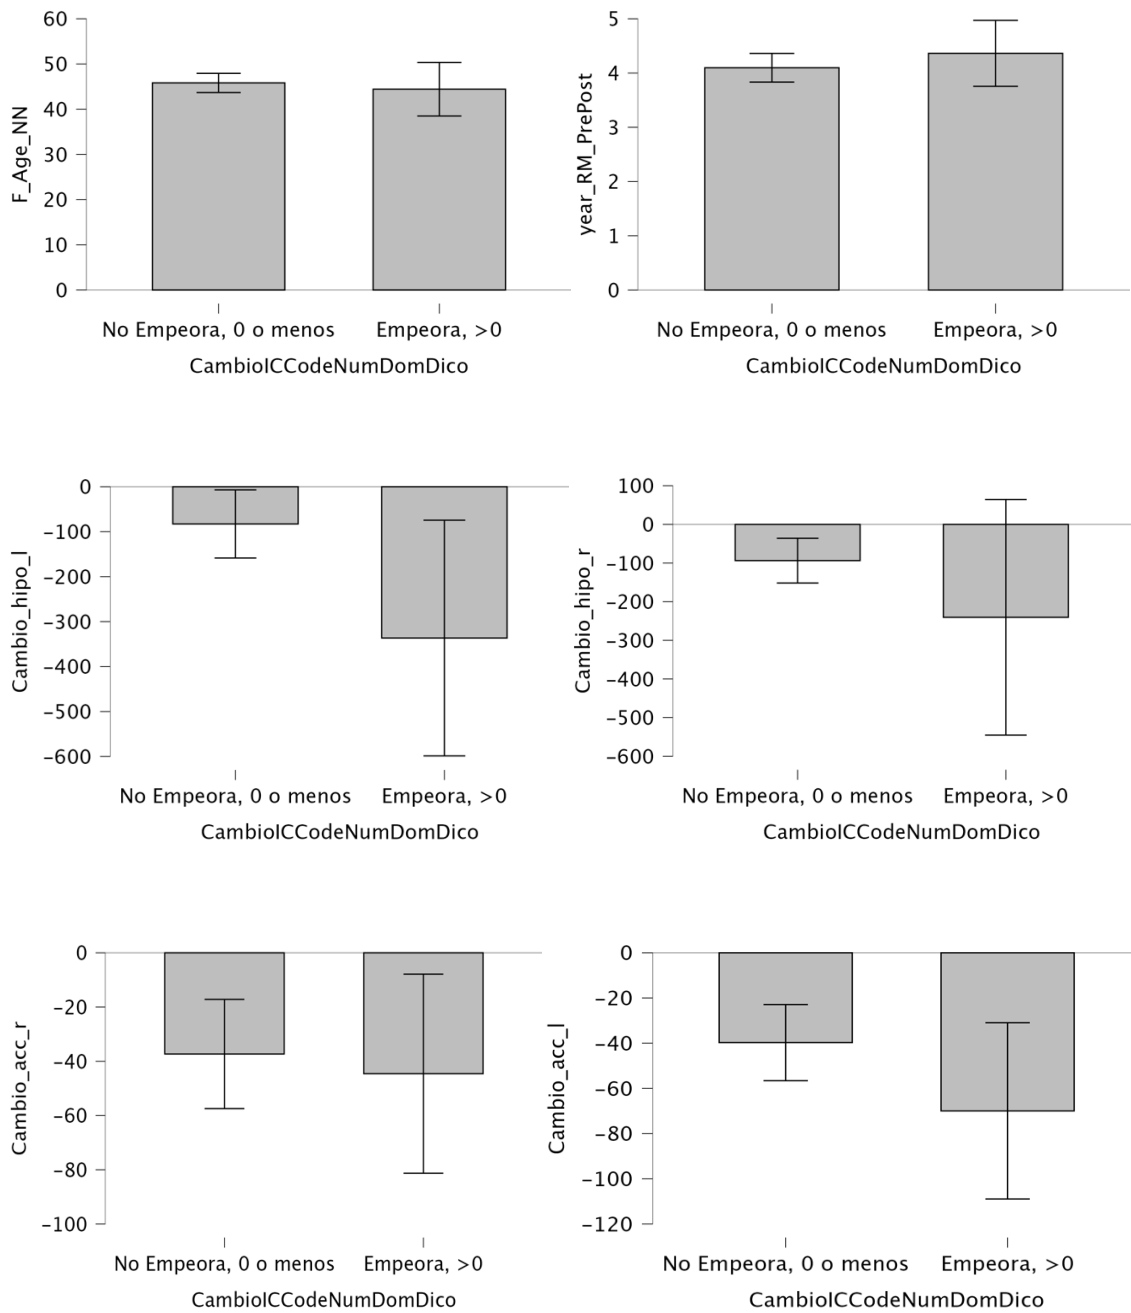 60
50
40
30
20
10
0
F_Age_NN
No Empeora, 0 o menos
Empeora, >0
CambioICCodeNumDomDico
5
4
3
2
1
0
year_RM_PrePost
No Empeora, 0 o menos
Empeora, >0
CambioICCodeNumDomDico
0
−100
−200
−300
−400
−500
−600
Cambio_hipo_l
No Empeora, 0 o menos
Empeora, >0
CambioICCodeNumDomDico
100
0
−100
−200
−300
−400
−500
−600
Cambio_hipo_r
No Empeora, 0 o menos
Empeora, >0
CambioICCodeNumDomDico
0
−20
−40
−60
−80
−100
Cambio_acc_r
No Empeora, 0 o menos
Empeora, >0
CambioICCodeNumDomDico
0
−20
−40
−60
−80
−100
−120
Cambio_acc_l
No Empeora, 0 o menos
Empeora, >0
CambioICCodeNumDomDico